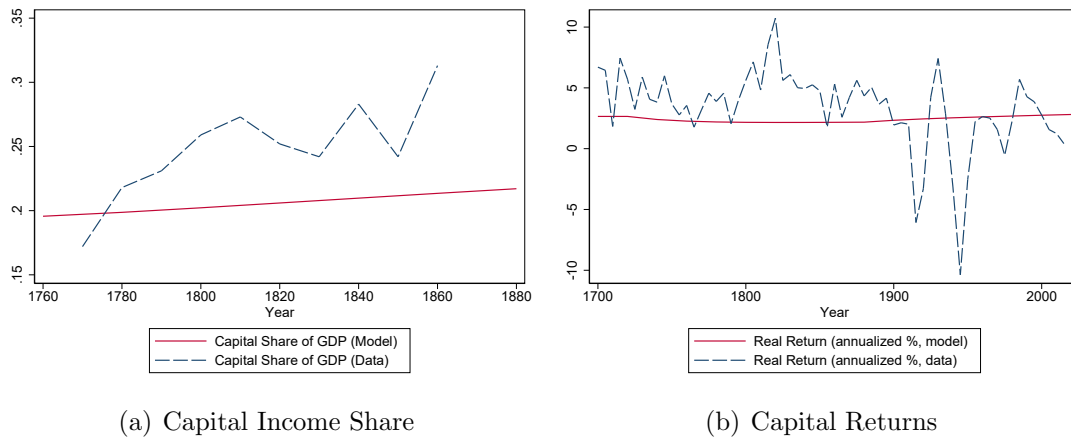 .35
.3
.25
.2
.15
1760 1780 1800 1820 1840 1860 1880
Year
Capital Share of GDP (Model)
Capital Share of GDP (Data)
(a) Capital Income Share
10
5
0
-5
-10
1700 1800 1900 2000
Year
Real Return (annualized %, model)
Real Return (annualized %, data)
(b) Capital Returns